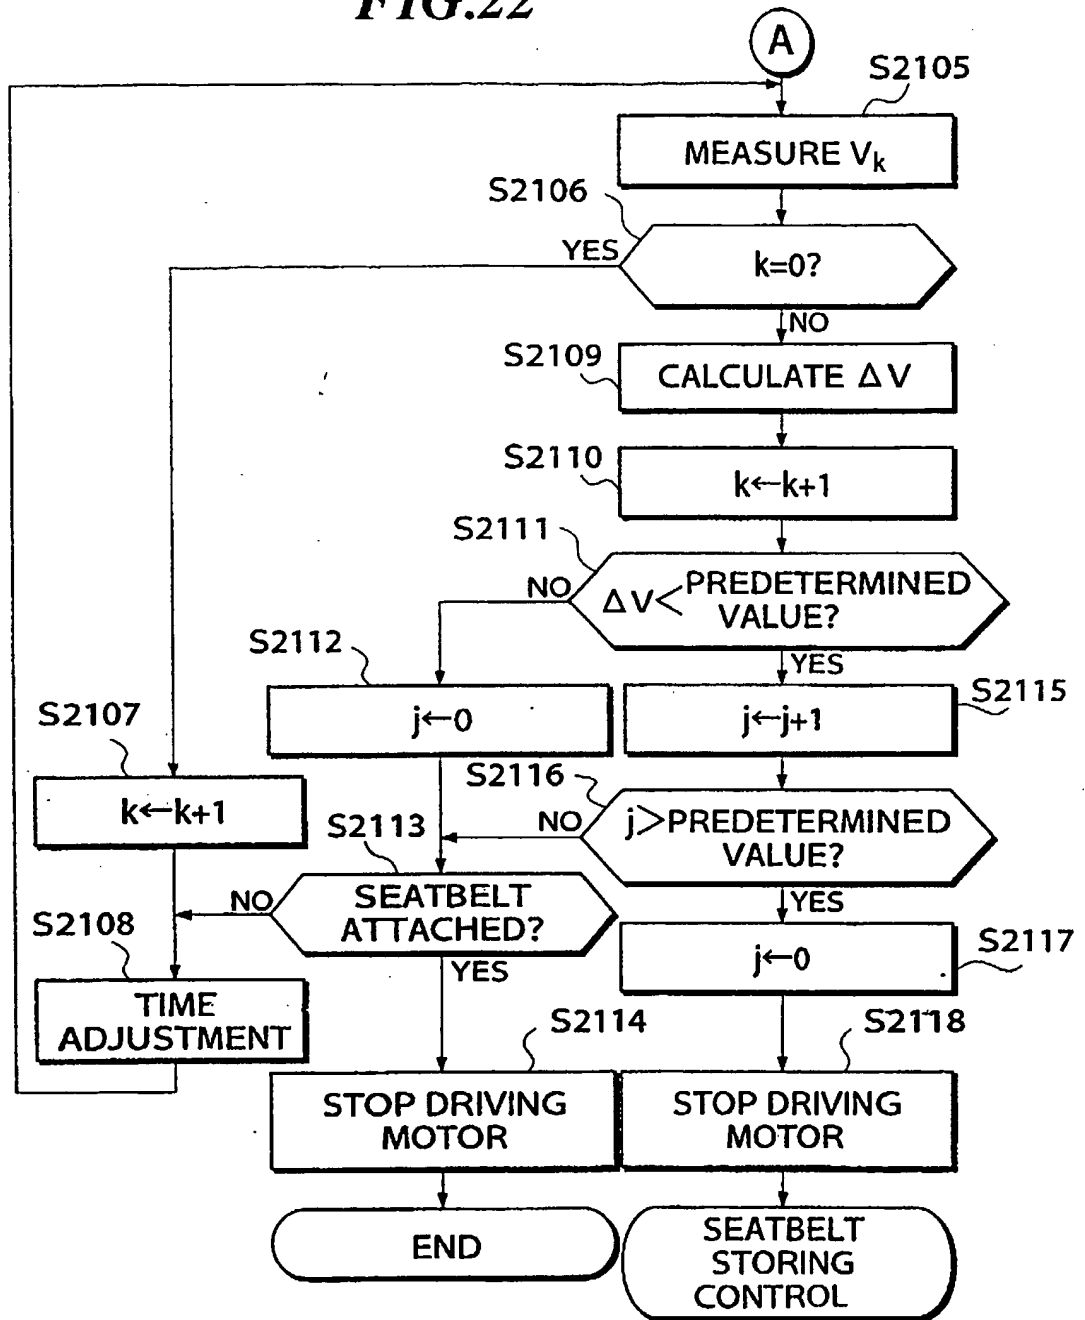 FIG.22
A
S2105
MEASURE Vk
S2106
YES
k=0?
NO
S2109
CALCULATE ΔV
S2110
k←k+1
S2111
NO
ΔV<PREDETERMINED
VALUE?
YES
S2112
j←0
j←j+1
S2115
S2107
k←k+1
S2116
NO
j>PREDETERMINED
VALUE?
YES
S2113
NO
SEATBELT
ATTACHED?
YES
S2108
TIME
ADJUSTMENT
j←0
S2117
S2114
STOP DRIVING
MOTOR
S2118
STOP DRIVING
MOTOR
END
SEATBELT
STORING
CONTROL